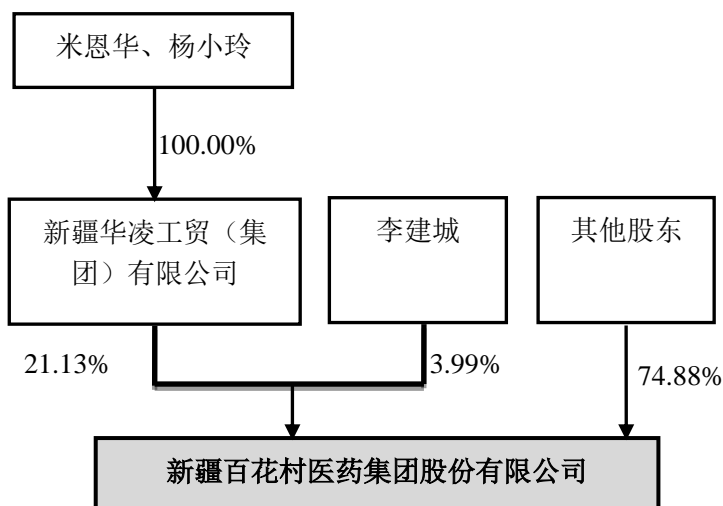 米恩华、杨小玲
100.00%
新疆华凌工贸（集
团）有限公司
李建城
其他股东
21.13%
3.99%
74.88%
新疆百花村医药集团股份有限公司